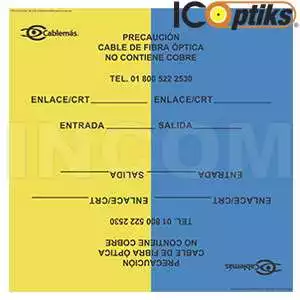 ICOptiks®
Cablemás
PRECAUCIÓN
CABLE DE FIBRA ÓPTICA
NO CONTIENE COBRE
TEL. 01 800 522 2530
ENLACE/CRT ENLACE/CRT
ENTRADA SALIDA
INCOM
ENTRADA SALIDA
ENLACE/CRT ENLACE/CRT
TEL. 01 800 522 2530
NO CONTIENE COBRE
CABLE DE FIBRA ÓPTICA
PRECAUCIÓN
Cablemás